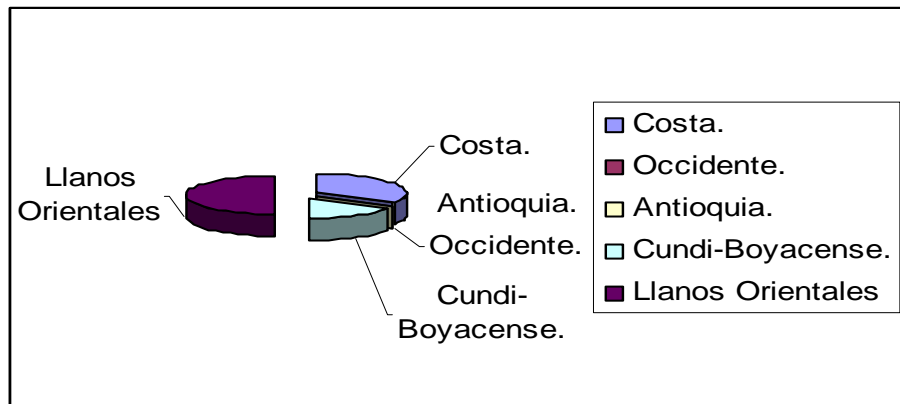 Costa.
Llanos
Orientales
Antioquia.
Occidente.
Cundi-
Boyacense.
Costa.
Occidente.
Antioquia.
Cundi-Boyacense.
Llanos Orientales